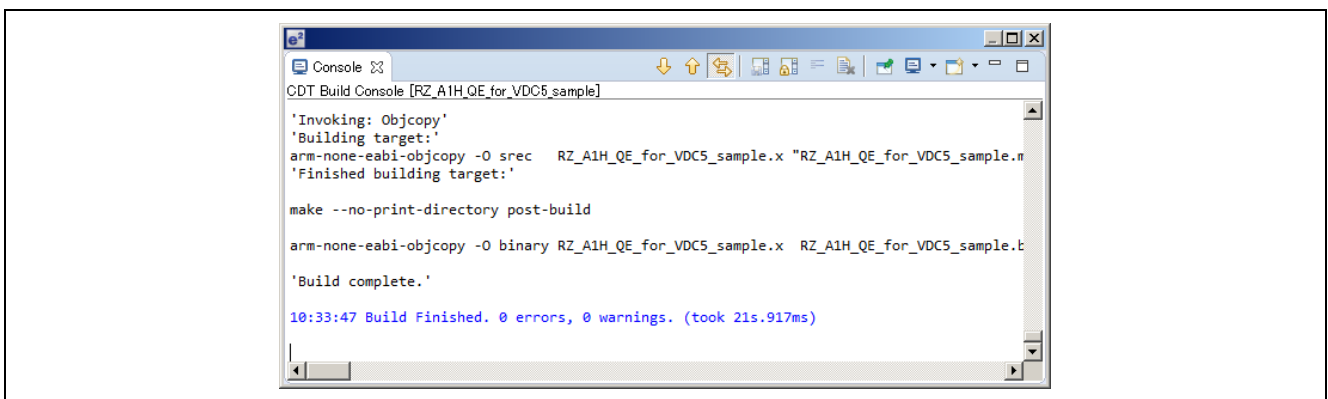 e²
Console
CDT Build Console [RZ_A1H_QE_for_VDC5_sample]
'Invoking: Objcopy'
'Building target:'
arm-none-eabi-objcopy -O srec   RZ_A1H_QE_for_VDC5_sample.x "RZ_A1H_QE_for_VDC5_sample.m
'Finished building target:'
make --no-print-directory post-build
arm-none-eabi-objcopy -O binary RZ_A1H_QE_for_VDC5_sample.x  RZ_A1H_QE_for_VDC5_sample.b
'Build complete.'
10:33:47 Build Finished. 0 errors, 0 warnings. (took 21s.917ms)